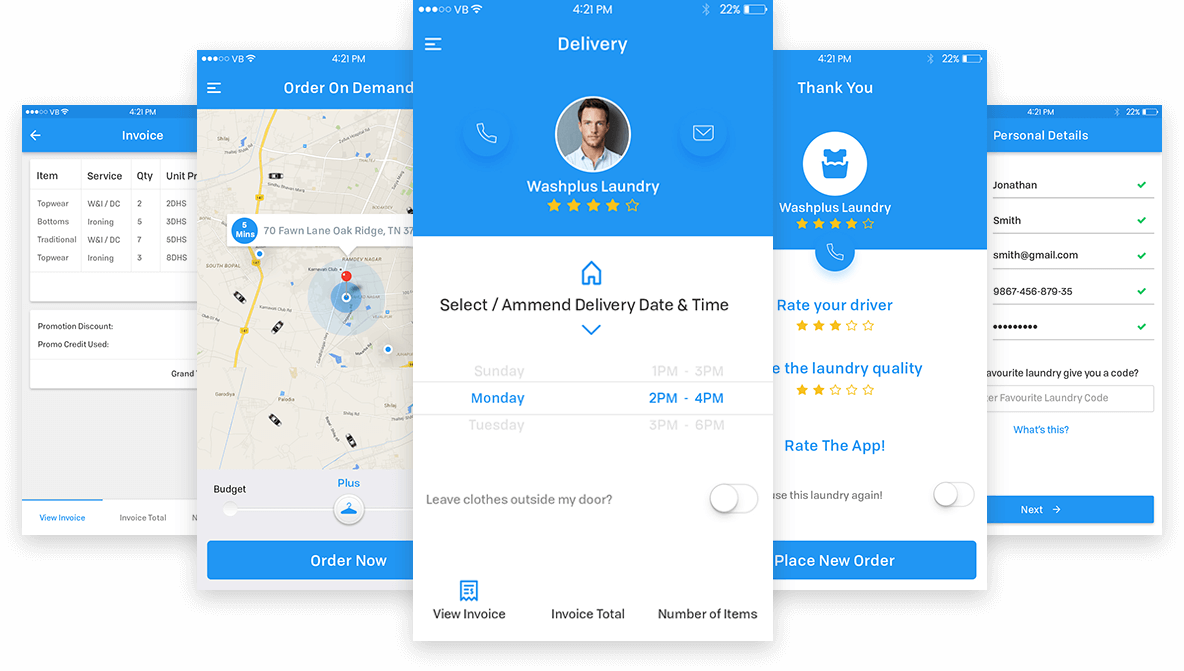 VB 4:21 PM
Invoice
Item Service Qty Unit Pr
Topwear W&I / DC 2 2DHS
Bottoms Ironing 5 3DHS
Traditional W&I / DC 7 5DHS
Topwear Ironing 3 8DHS
Promotion Discount:
Promo Credit Used:
Grand
View Invoice Invoice Total N
VB 4:21 PM
Order On Demand
5 Mins
70 Fawn Lane Oak Ridge, TN 37
RAMDEV NAGAR
Karnavati Club
SOUTH BOPAL
Budget Plus
Order Now
VB 4:21 PM 22%
Delivery
Washplus Laundry
Select / Ammend Delivery Date & Time
Sunday 1PM - 3PM
Monday 2PM - 4PM
Tuesday 3PM - 6PM
Leave clothes outside my door?
View Invoice Invoice Total Number of Items
4:21 PM 22%
Thank You
Washplus Laundry
Rate your driver
e the laundry quality
Rate The App!
use this laundry again!
Place New Order
4:21 PM 22%
Personal Details
Jonathan
Smith
smith@gmail.com
9867-456-879-35
•••••••••
avourite laundry give you a code?
er Favourite Laundry Code
What's this?
Next →